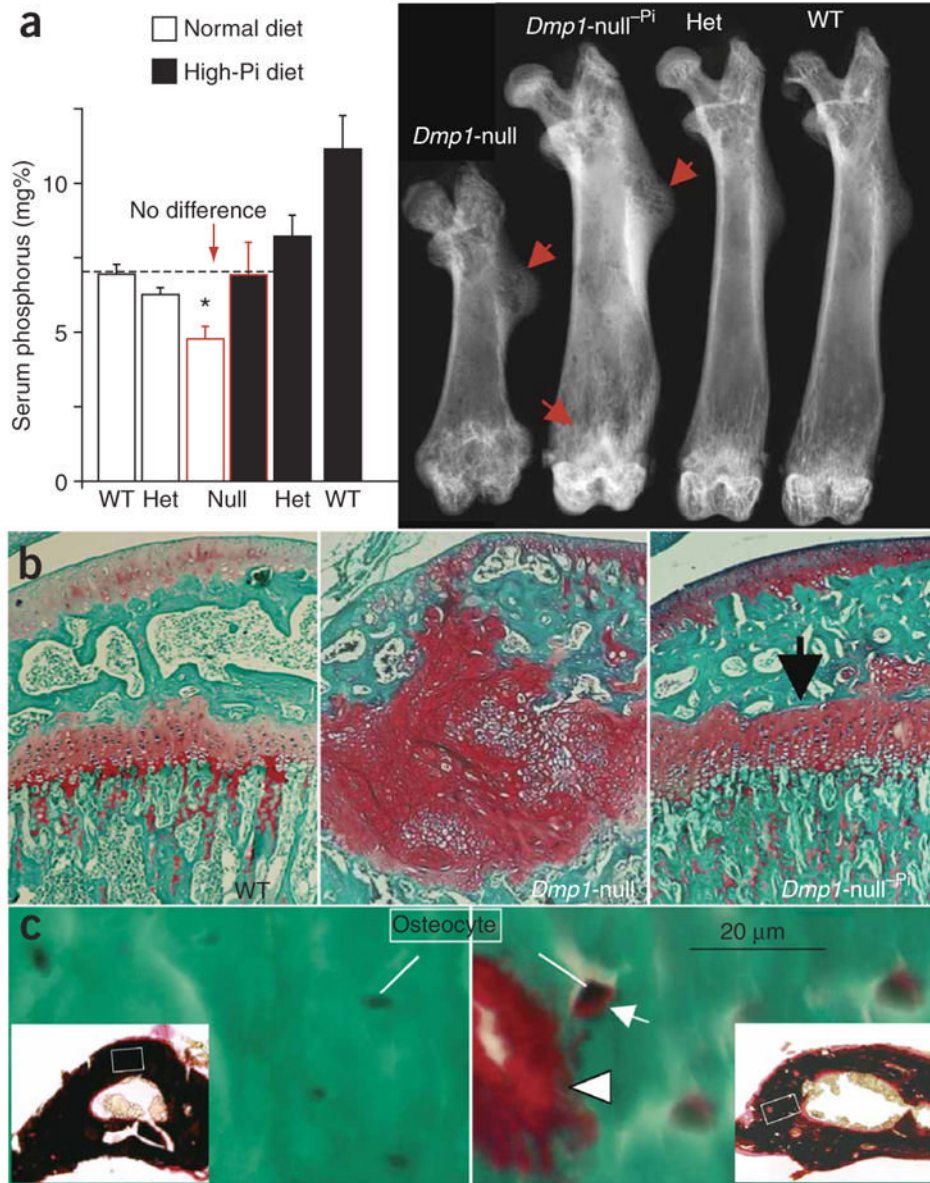 a
Normal diet
High-Pi diet
Serum phosphorus (mg%)
10
5
0
No difference
*
WT Het Null Het WT
Dmp1-null
Dmp1-null–Pi
Het
WT
b
WT
Dmp1-null
Dmp1-null–Pi
c
Osteocyte
20 μm